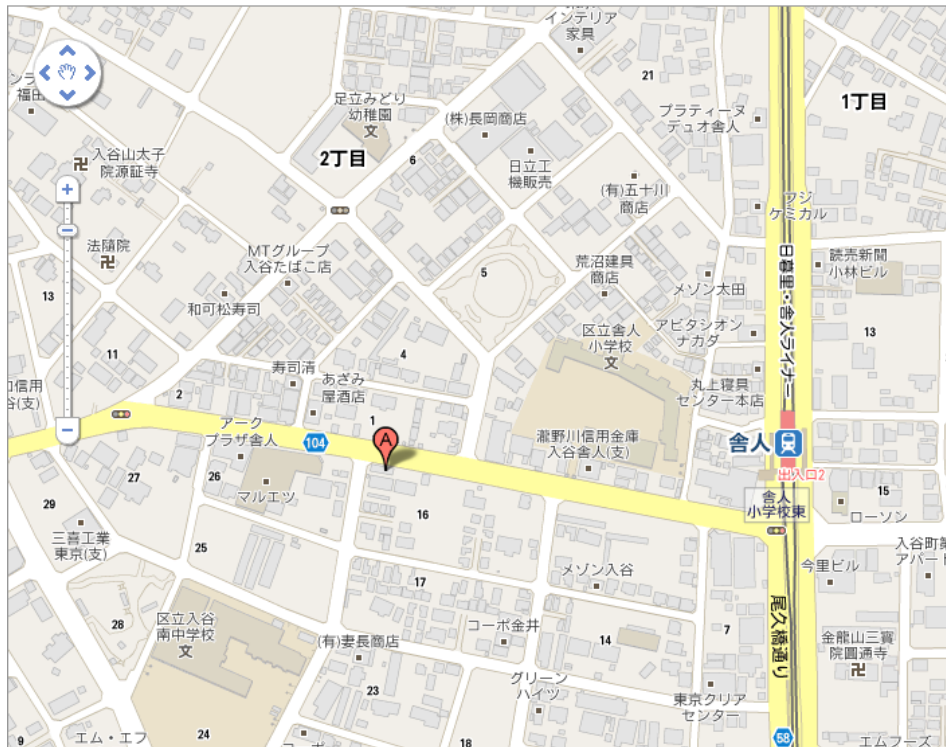 インテリア
家具
21
1丁目
足立みどり
幼稚園
文
(株)長岡商店
プラティーヌ
デュオ舎人
福田
2丁目
6
入谷山太子
院源証寺
卍
日立工
機販売
(有)五十川
商店
フジ
ケミカル
法隨院
卍
MTグループ
入谷たばこ店
5
荒沼建具
商店
メゾン太田
日暮里・舎人ライナー
読売新聞
小林ビル
13
和可松寿司
区立舎人
小学校
文
アビタシオン
ナカダ
13
11
4
寿司清
あざみ
屋酒店
丸上寝具
センター本店
2
1
アーク
プラザ舎人
104
A
瀧野川信用金庫
入谷舎人(支)
舎人
出入口2
27
26
マルエツ
舎人
小学校東
15
ローソン
29
16
三喜工業
東京(支)
25
メゾン入谷
今里ビル
17
尾久橋通り
28
区立入谷
南中学校
文
コーポ金井
14
7
金龍山三寳
院圓通寺
卍
(有)妻長商店
グリーン
ハイツ
23
東京クリア
センター
24
9
エム・エフ
18
58
エムフーズ